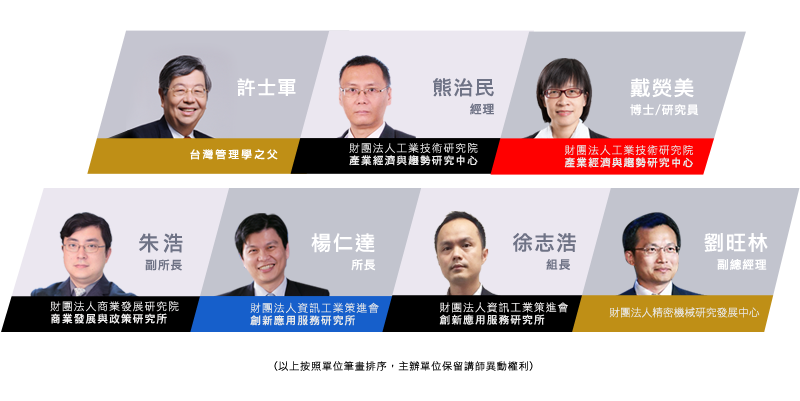 許士軍
台灣管理學之父
熊治民
經理
財團法人工業技術研究院
產業經濟與趨勢研究中心
戴熒美
博士/研究員
財團法人工業技術研究院
產業經濟與趨勢研究中心
朱浩
副所長
財團法人商業發展研究院
商業發展與政策研究所
楊仁達
所長
財團法人資訊工業策進會
創新應用服務研究所
徐志浩
組長
財團法人資訊工業策進會
創新應用服務研究所
劉旺林
副總經理
財團法人精密機械研究發展中心
(以上按照單位筆畫排序，主辦單位保留講師異動權利)